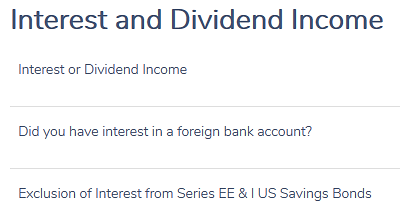 Interest and Dividend Income
Interest or Dividend Income
Did you have interest in a foreign bank account?
Exclusion of Interest from Series EE & I US Savings Bonds